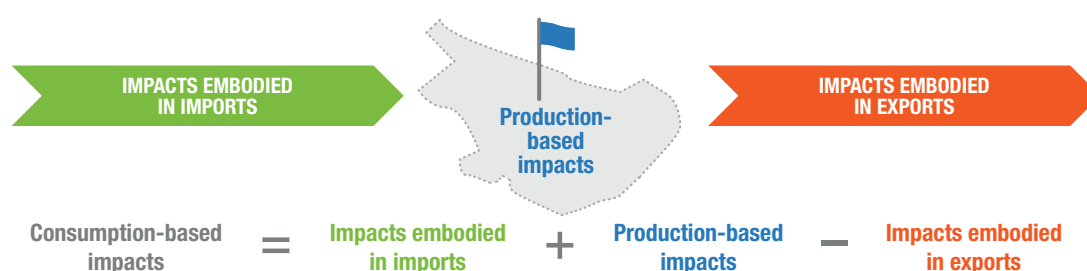 IMPACTS EMBODIED
IN IMPORTS
Production-
based
impacts
IMPACTS EMBODIED
IN EXPORTS
Consumption-based
impacts
=
Impacts embodied
in imports
+
Production-based
impacts
−
Impacts embodied
in exports